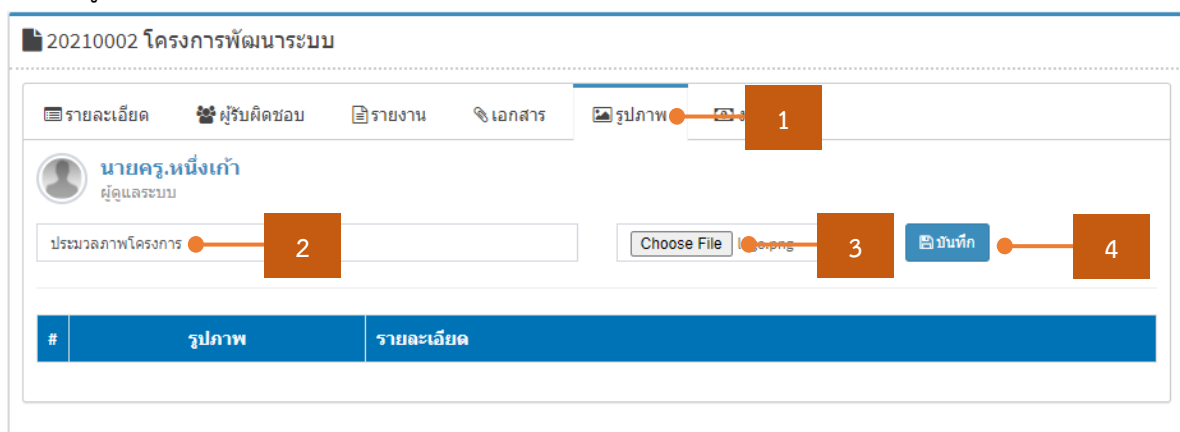 20210002 โครงการพัฒนาระบบ
รายละเอียด ผู้รับผิดชอบ รายงาน เอกสาร รูปภาพ 1
นายครู.หนึ่งเก้า
ผู้ดูแลระบบ
ประมวลภาพโครงการ 2 Choose File 3 บันทึก 4
# รูปภาพ รายละเอียด